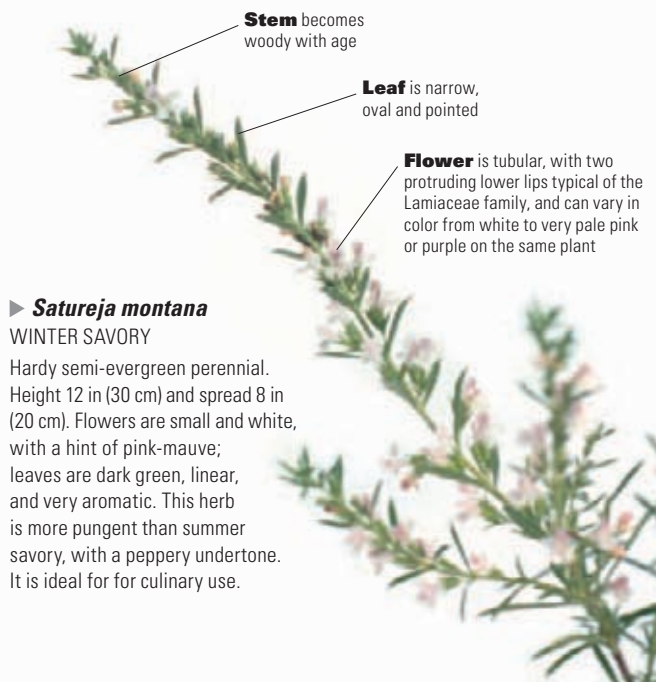 Stem becomes
woody with age
Leaf is narrow,
oval and pointed
Flower is tubular, with two
protruding lower lips typical of the
Lamiaceae family, and can vary in
color from white to very pale pink
or purple on the same plant
▶ Satureja montana
WINTER SAVORY
Hardy semi-evergreen perennial.
Height 12 in (30 cm) and spread 8 in
(20 cm). Flowers are small and white,
with a hint of pink-mauve;
leaves are dark green, linear,
and very aromatic. This herb
is more pungent than summer
savory, with a peppery undertone.
It is ideal for for culinary use.